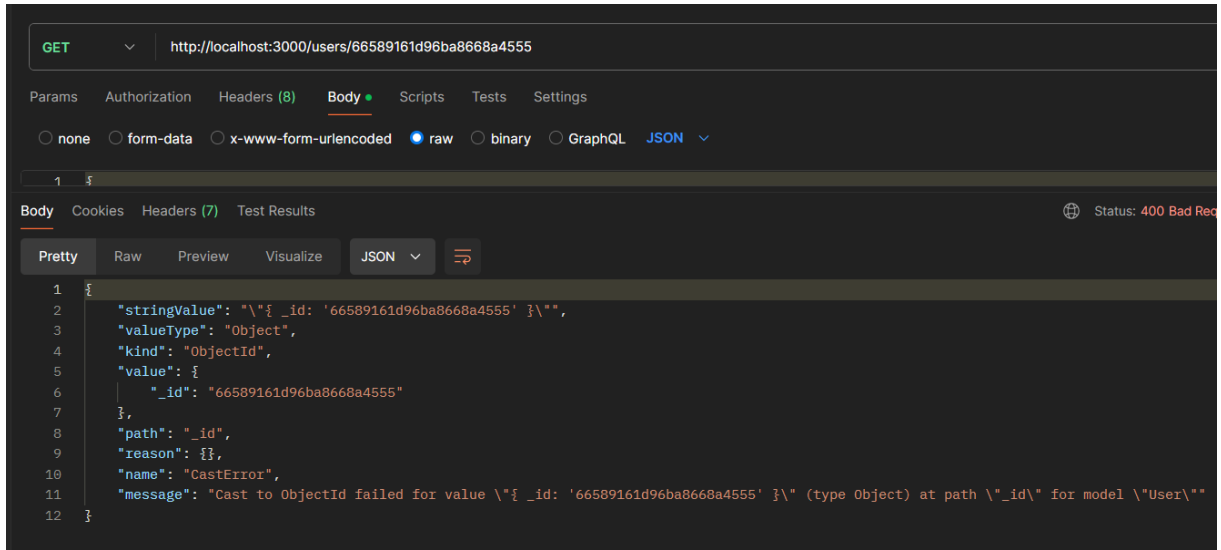 GET http://localhost:3000/users/66589161d96ba8668a4555
Params Authorization Headers (8) Body Scripts Tests Settings
none form-data x-www-form-urlencoded raw binary GraphQL JSON
1 {
Body Cookies Headers (7) Test Results Status: 400 Bad Req
Pretty Raw Preview Visualize JSON
1 {
2 "stringValue": "\"{ _id: '66589161d96ba8668a4555' }\"",
3 "valueType": "Object",
4 "kind": "ObjectId",
5 "value": {
6 "_id": "66589161d96ba8668a4555"
7 },
8 "path": "_id",
9 "reason": {},
10 "name": "CastError",
11 "message": "Cast to ObjectId failed for value \"{ _id: '66589161d96ba8668a4555' }\" (type Object) at path \"_id\" for model \"User\""
12 }